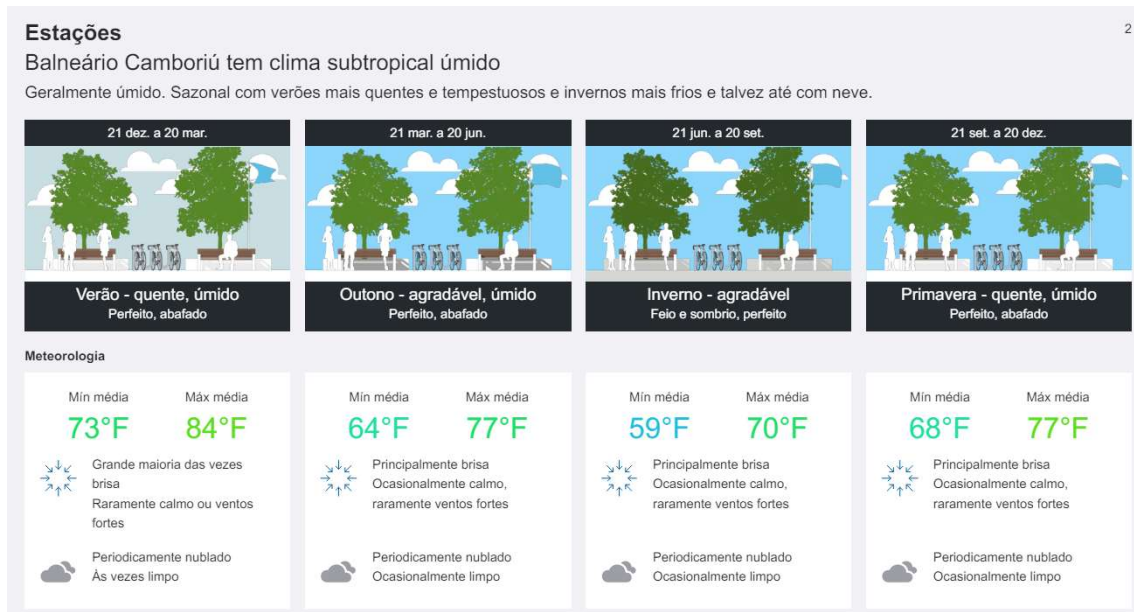 Estações
2
Balneário Camboriú tem clima subtropical úmido
Geralmente úmido. Sazonal com verões mais quentes e tempestuosos e invernos mais frios e talvez até com neve.
21 dez. a 20 mar.
Verão - quente, úmido
Perfeito, abafado
21 mar. a 20 jun.
Outono - agradável, úmido
Perfeito, abafado
21 jun. a 20 set.
Inverno - agradável
Feio e sombrio, perfeito
21 set. a 20 dez.
Primavera - quente, úmido
Perfeito, abafado
Meteorologia
Mín média Máx média
73°F 84°F
Grande maioria das vezes
brisa
Raramente calmo ou ventos
fortes
Periodicamente nublado
Às vezes limpo
Mín média Máx média
64°F 77°F
Principalmente brisa
Ocasionalmente calmo,
raramente ventos fortes
Periodicamente nublado
Ocasionalmente limpo
Mín média Máx média
59°F 70°F
Principalmente brisa
Ocasionalmente calmo,
raramente ventos fortes
Periodicamente nublado
Ocasionalmente limpo
Mín média Máx média
68°F 77°F
Principalmente brisa
Ocasionalmente calmo,
raramente ventos fortes
Periodicamente nublado
Ocasionalmente limpo